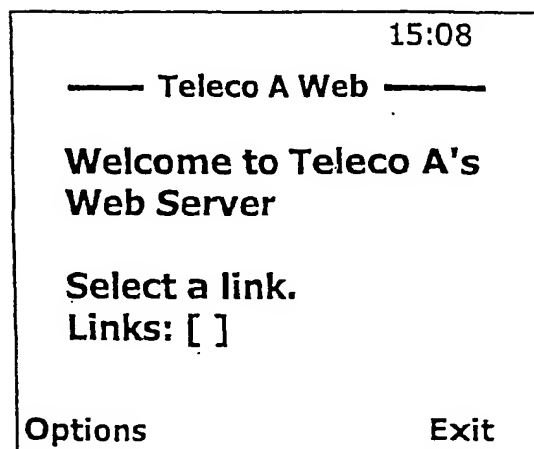 15:08
Teleco A Web
Welcome to Teleco A's
Web Server
Select a link.
Links: [ ]
Options Exit